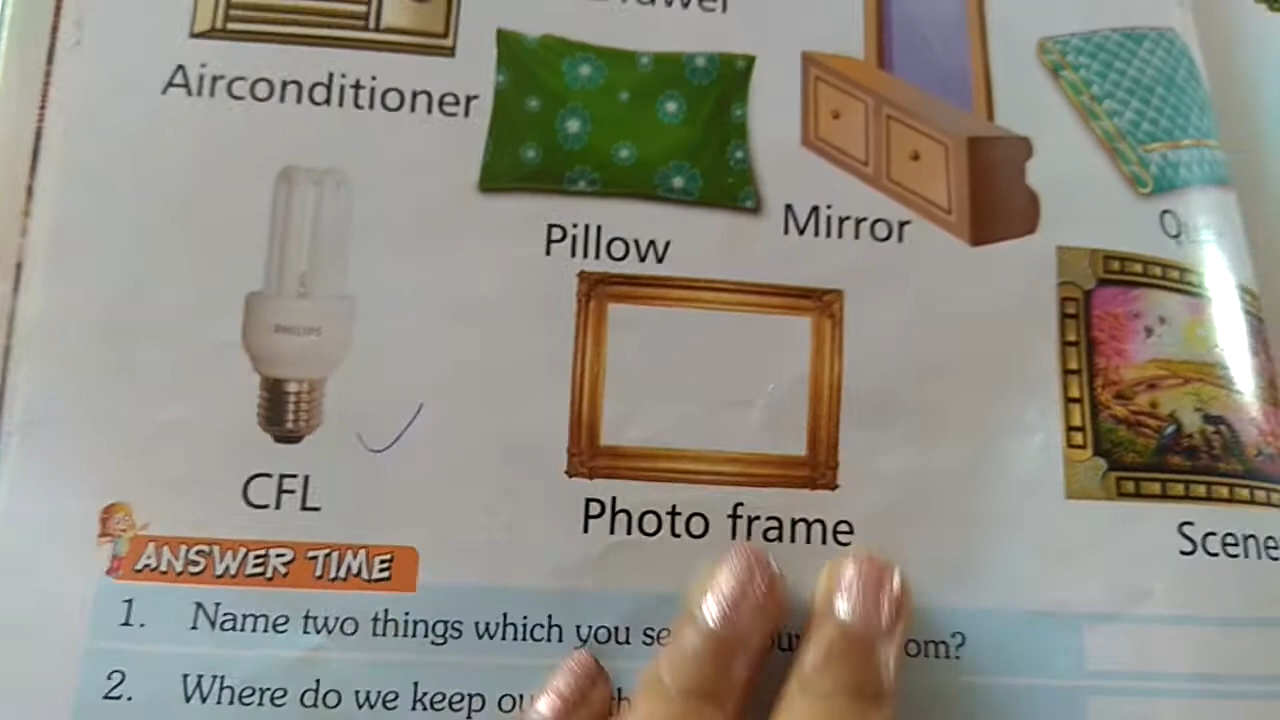 Airconditioner
Pillow
Mirror
PHILIPS
CFL
Photo frame
Scene
ANSWER TIME
1. Name two things which you se om?
2. Where do we keep